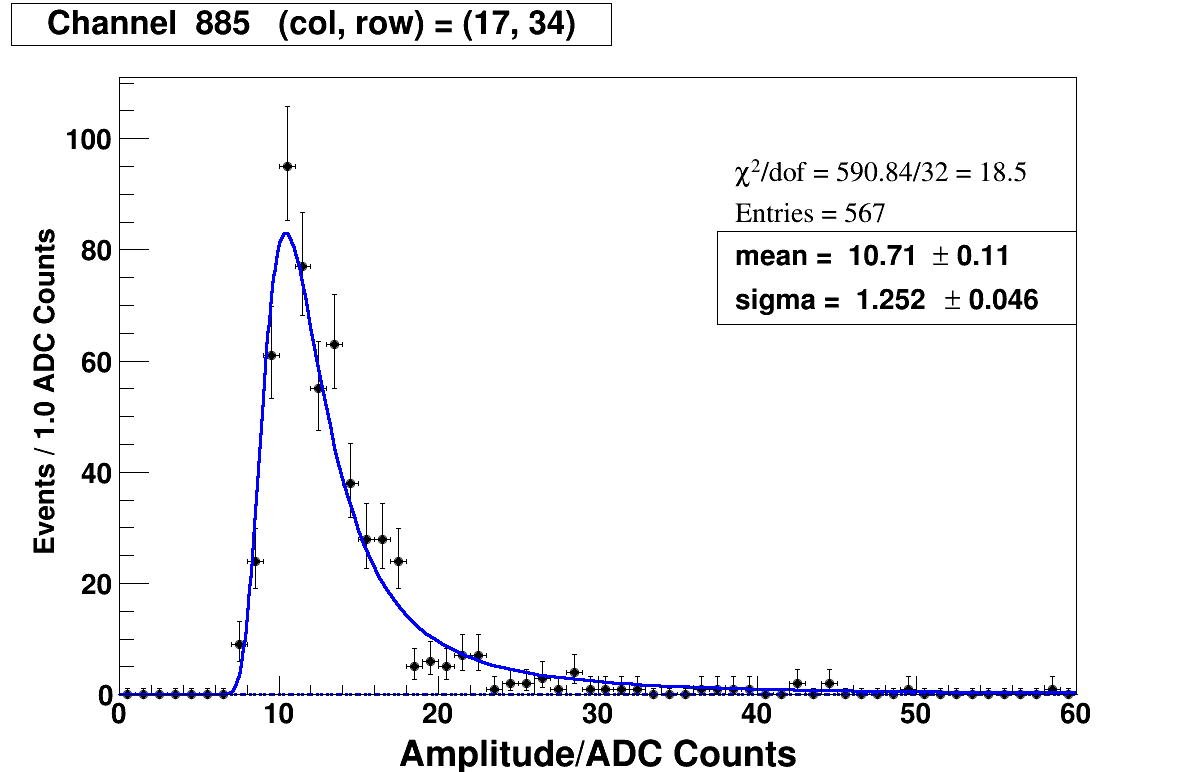 Channel 885 (col, row) = (17, 34)
χ²/dof = 590.84/32 = 18.5
Entries = 567
mean = 10.71 ± 0.11
sigma = 1.252 ± 0.046
Events / 1.0 ADC Counts
100
80
60
40
20
0
0 10 20 30 40 50 60
Amplitude/ADC Counts